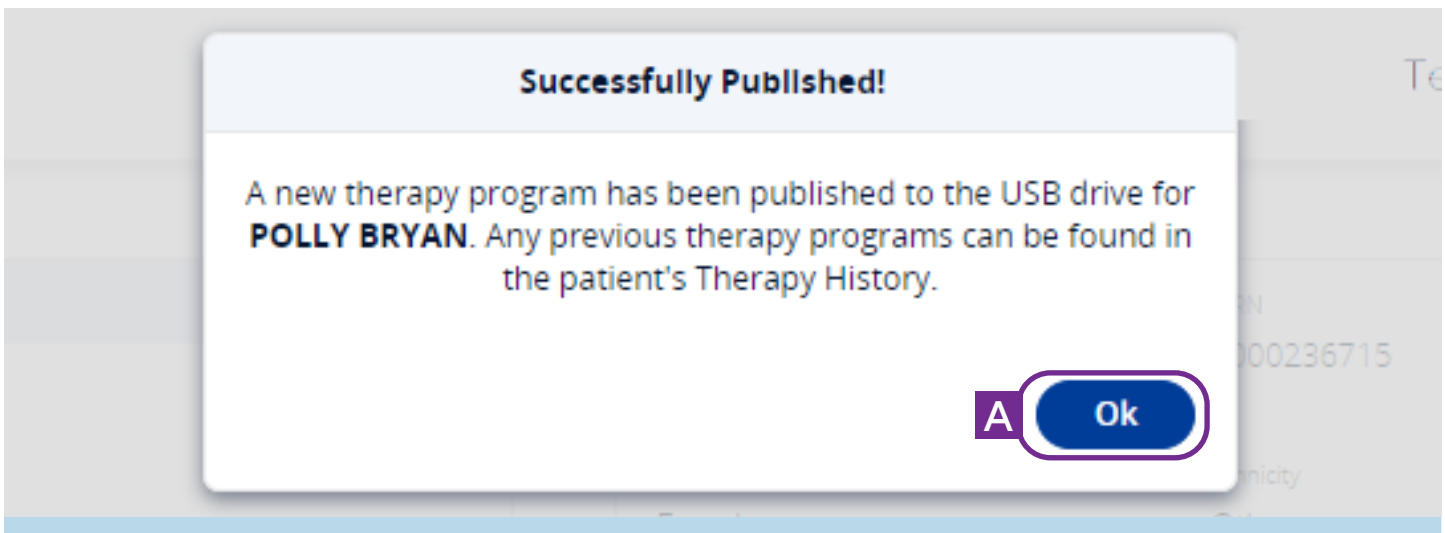 Successfully Published!
A new therapy program has been published to the USB drive for
POLLY BRYAN. Any previous therapy programs can be found in
the patient's Therapy History.
000236715
A
Ok